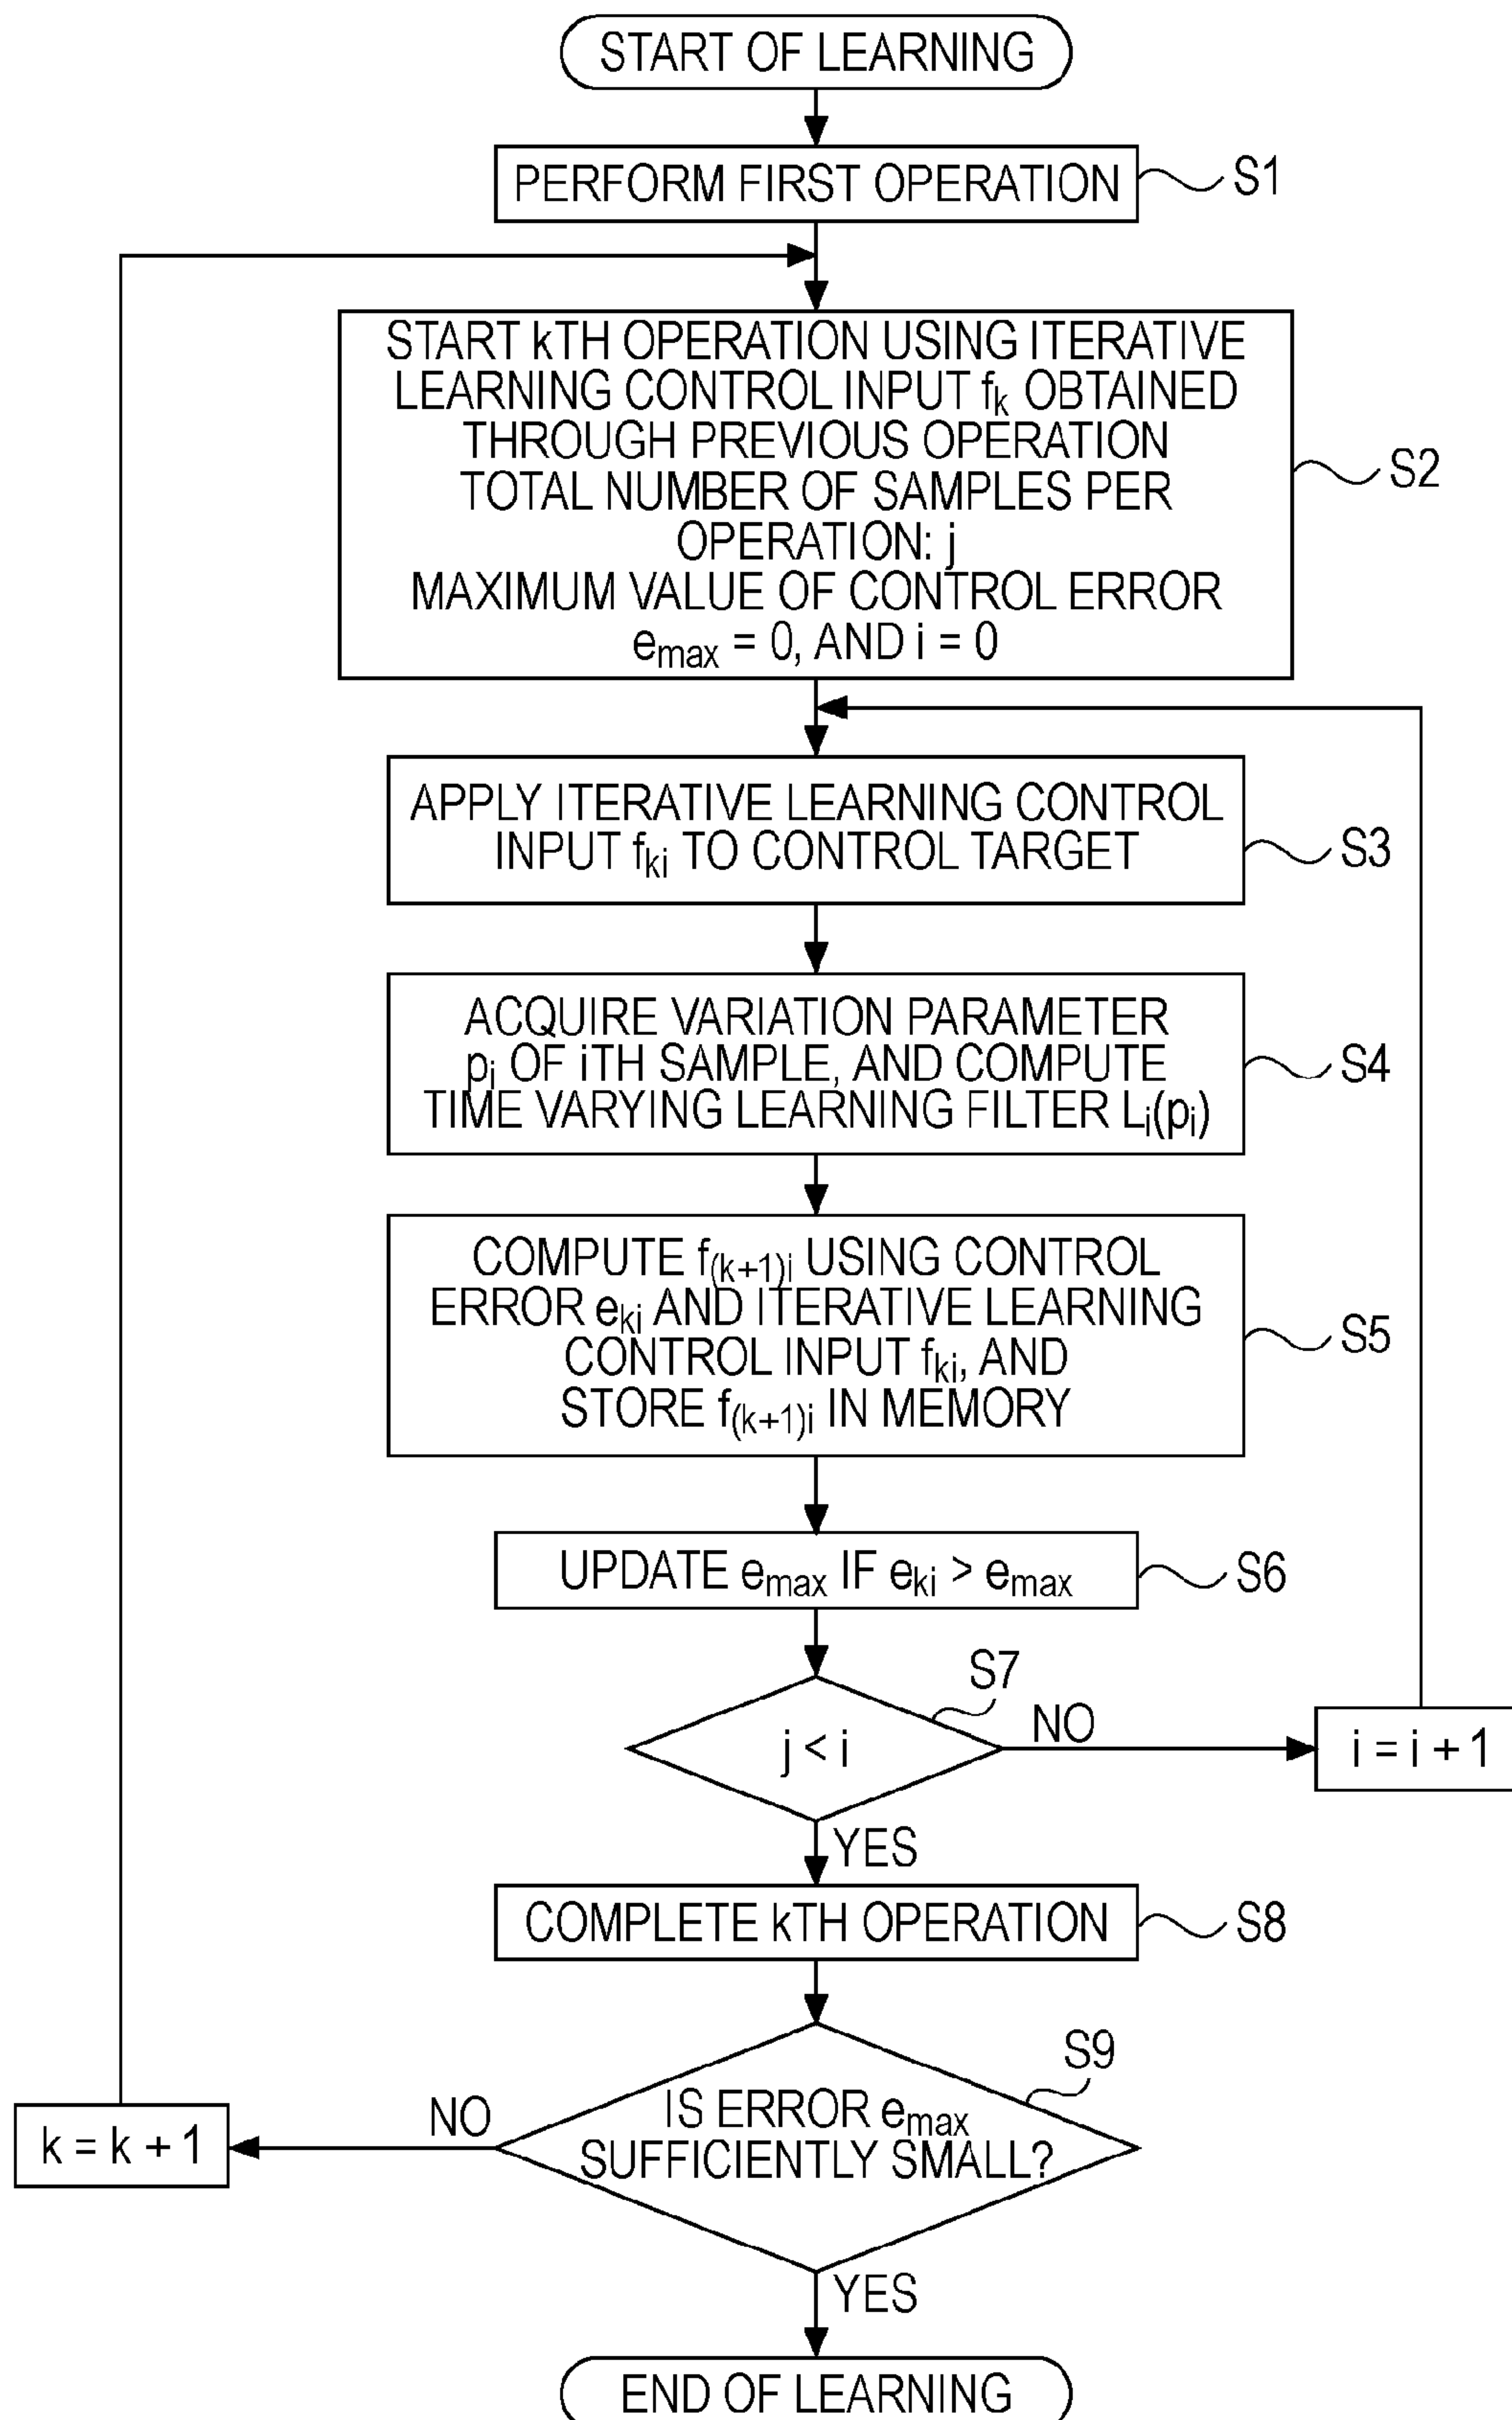 START OF LEARNING
PERFORM FIRST OPERATION
S1
START kTH OPERATION USING ITERATIVE
LEARNING CONTROL INPUT fk OBTAINED
THROUGH PREVIOUS OPERATION
TOTAL NUMBER OF SAMPLES PER
OPERATION: j
MAXIMUM VALUE OF CONTROL ERROR
emax = 0, AND i = 0
S2
APPLY ITERATIVE LEARNING CONTROL
INPUT fki TO CONTROL TARGET
S3
ACQUIRE VARIATION PARAMETER
pi OF iTH SAMPLE, AND COMPUTE
TIME VARYING LEARNING FILTER Li(pi)
S4
COMPUTE f(k+1)i USING CONTROL
ERROR eki AND ITERATIVE LEARNING
CONTROL INPUT fki, AND
STORE f(k+1)i IN MEMORY
S5
UPDATE emax IF eki > emax
S6
S7
j < i
NO
i = i + 1
YES
COMPLETE kTH OPERATION
S8
S9
IS ERROR emax
SUFFICIENTLY SMALL?
NO
k = k + 1
YES
END OF LEARNING